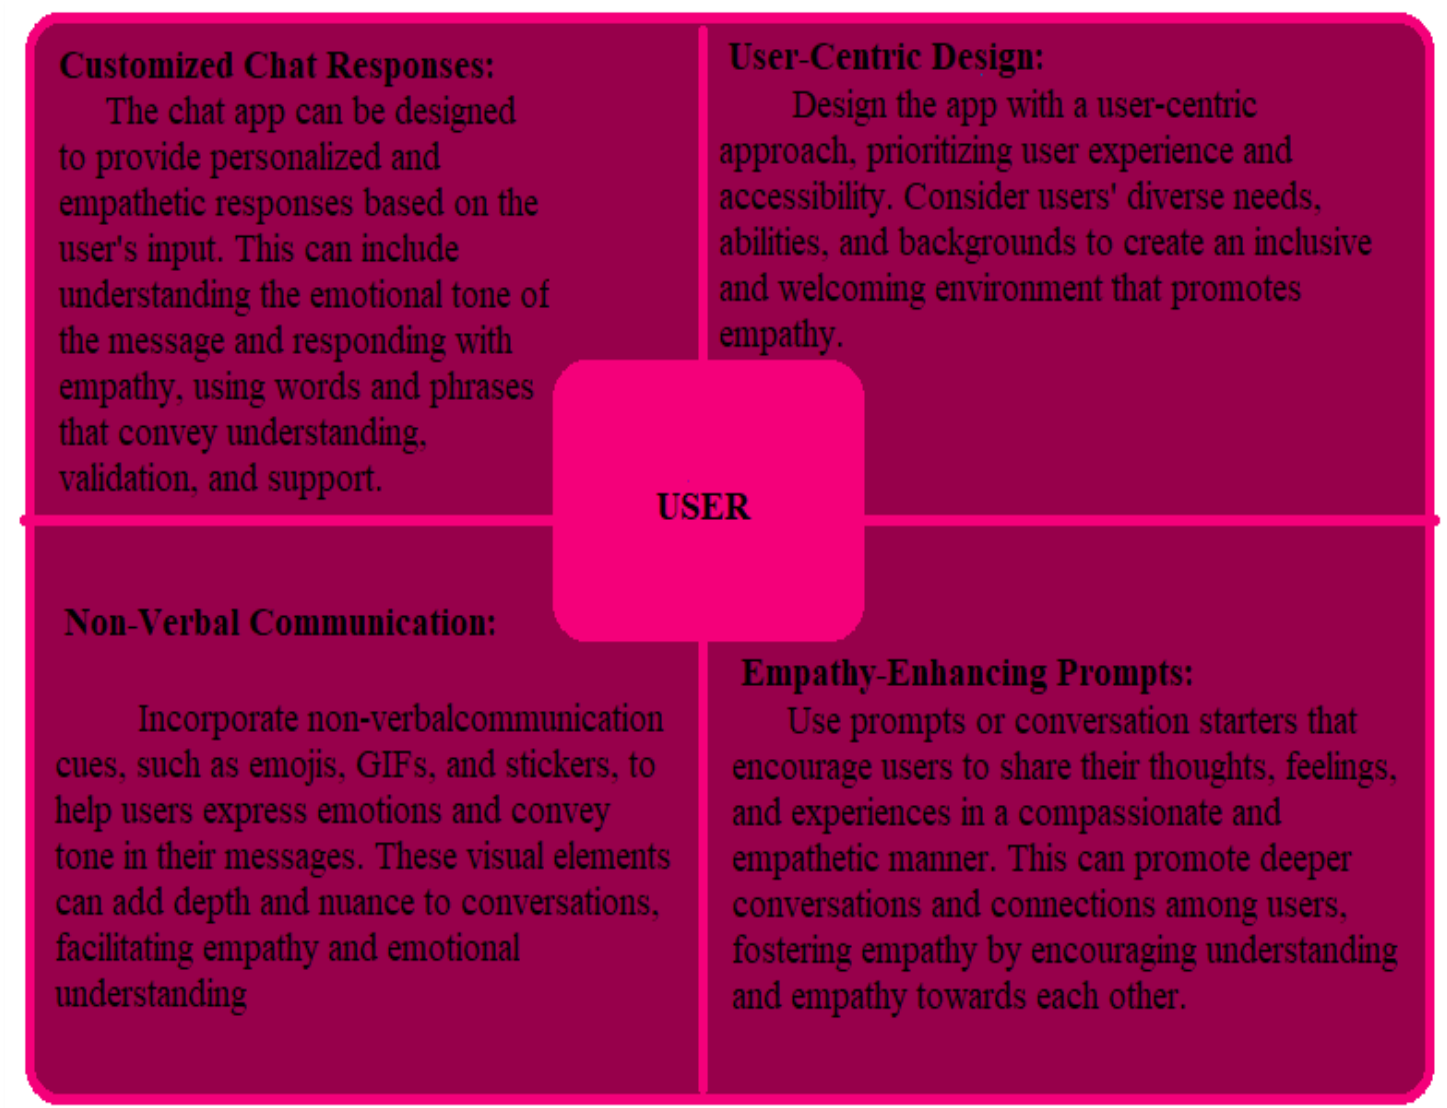 Customized Chat Responses:
The chat app can be designed
to provide personalized and
empathetic responses based on the
user's input. This can include
understanding the emotional tone of
the message and responding with
empathy, using words and phrases
that convey understanding,
validation, and support.
User-Centric Design:
Design the app with a user-centric
approach, prioritizing user experience and
accessibility. Consider users' diverse needs,
abilities, and backgrounds to create an inclusive
and welcoming environment that promotes
empathy.
USER
Non-Verbal Communication:
Incorporate non-verbalcommunication
cues, such as emojis, GIFs, and stickers, to
help users express emotions and convey
tone in their messages. These visual elements
can add depth and nuance to conversations,
facilitating empathy and emotional
understanding
Empathy-Enhancing Prompts:
Use prompts or conversation starters that
encourage users to share their thoughts, feelings,
and experiences in a compassionate and
empathetic manner. This can promote deeper
conversations and connections among users,
fostering empathy by encouraging understanding
and empathy towards each other.